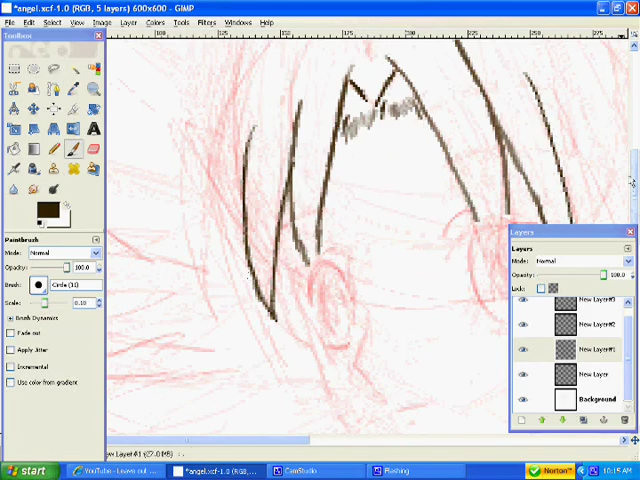 *angel.xcf-1.0 (RGB, 5 layers) 600x600 – GIMP
File Edit Select View Image Layer Colors Tools Filters Windows Help
Toolbox
Paintbrush
Mode: Normal
Opacity: 100.0
Brush: Circle (11)
Scale: 0.10
Brush Dynamics
Fade out
Apply Jitter
Incremental
Use color from gradient
Layers
Layers
Mode: Normal
Opacity: 100.0
Lock:
New Layer#3
New Layer#2
New Layer#1
New Layer
Background
start
YouTube - Leave out ...
*angel.xcf-1.0 (RGB, ...
CamStudio
Flashing
Norton™
10:15 AM